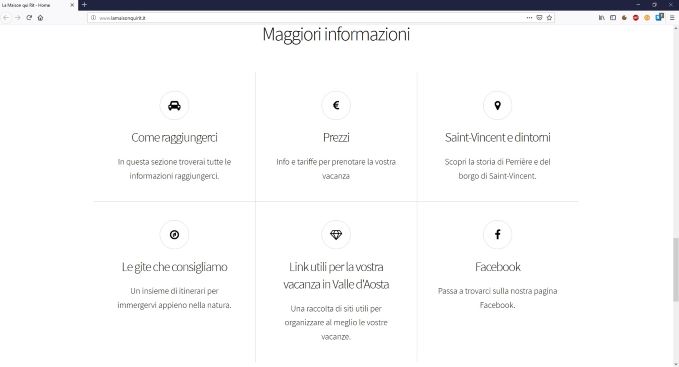 La Maison qui Rit - Home
www.lamaisonquirit.it
Maggiori informazioni
Come raggiungerci
In questa sezione troverai tutte le
informazioni raggiungerci.
Prezzi
Info e tariffe per prenotare la vostra
vacanza
Saint-Vincent e dintorni
Scopri la storia di Perrière e del
borgo di Saint-Vincent.
Le gite che consigliamo
Un insieme di itinerari per
immergervi appieno nella natura.
Link utili per la vostra
vacanza in Valle d'Aosta
Una raccolta di siti utili per
organizzare al meglio le vostre
vacanze.
Facebook
Passa a trovarci sulla nostra pagina
Facebook.